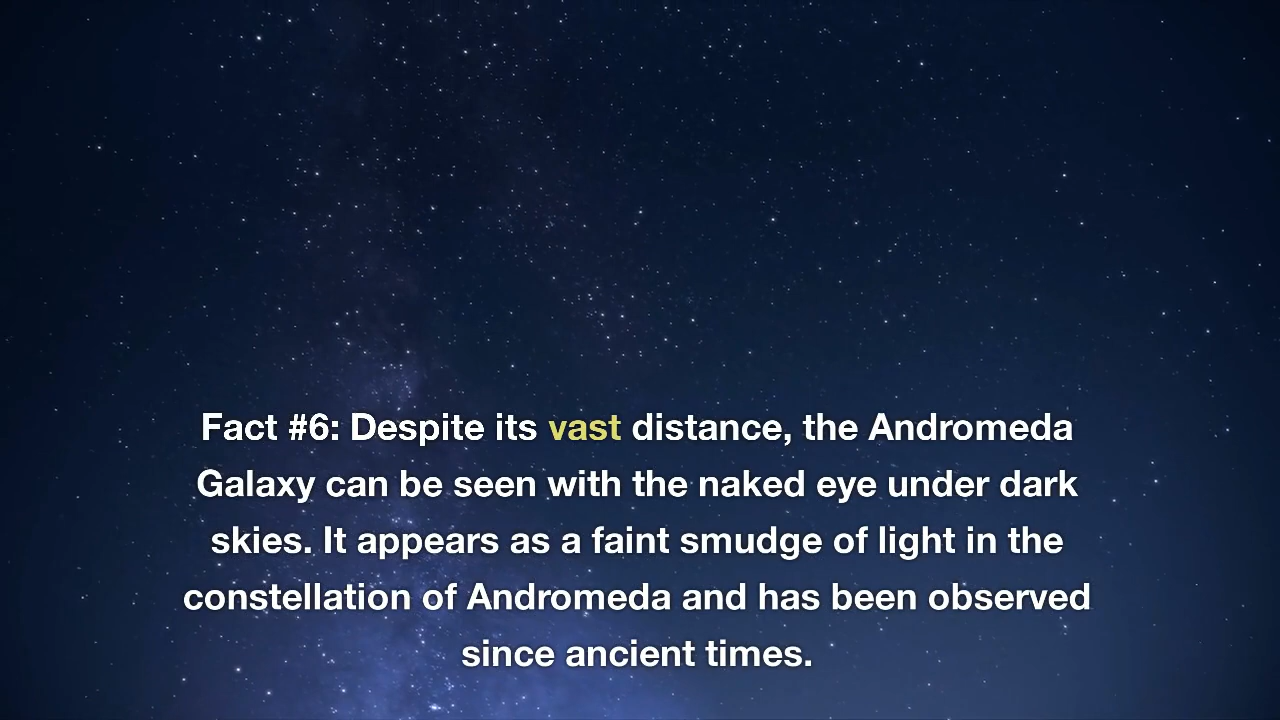 Fact #6: Despite its vast distance, the Andromeda
Galaxy can be seen with the naked eye under dark
skies. It appears as a faint smudge of light in the
constellation of Andromeda and has been observed
since ancient times.